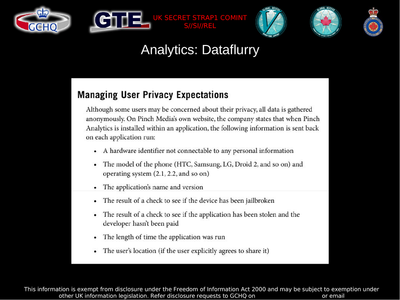 GCHQ
GTE
UK SECRET STRAP1 COMINT
S//SI//REL
Analytics: Dataflurry
Managing User Privacy Expectations
Although some users may be concerned about their privacy, all data is gathered
anonymously. On Pinch Media's own website, the company states that when Pinch
Analytics is installed within an application, the following information is sent back
on each application run:
• A hardware identifier not connectable to any personal information
• The model of the phone (HTC, Samsung, LG, Droid 2, and so on) and
operating system (2.1, 2.2, and so on)
• The application's name and version
• The result of a check to see if the device has been jailbroken
• The result of a check to see if the application has been stolen and the
developer hasn't paid
• The length of time the application was run
• The user's location (if the user explicitly agrees to share it)
This information is exempt from disclosure under the Freedom of Information Act 2000 and may be subject to exemption under
other UK information legislation. Refer disclosure requests to GCHQ on or email